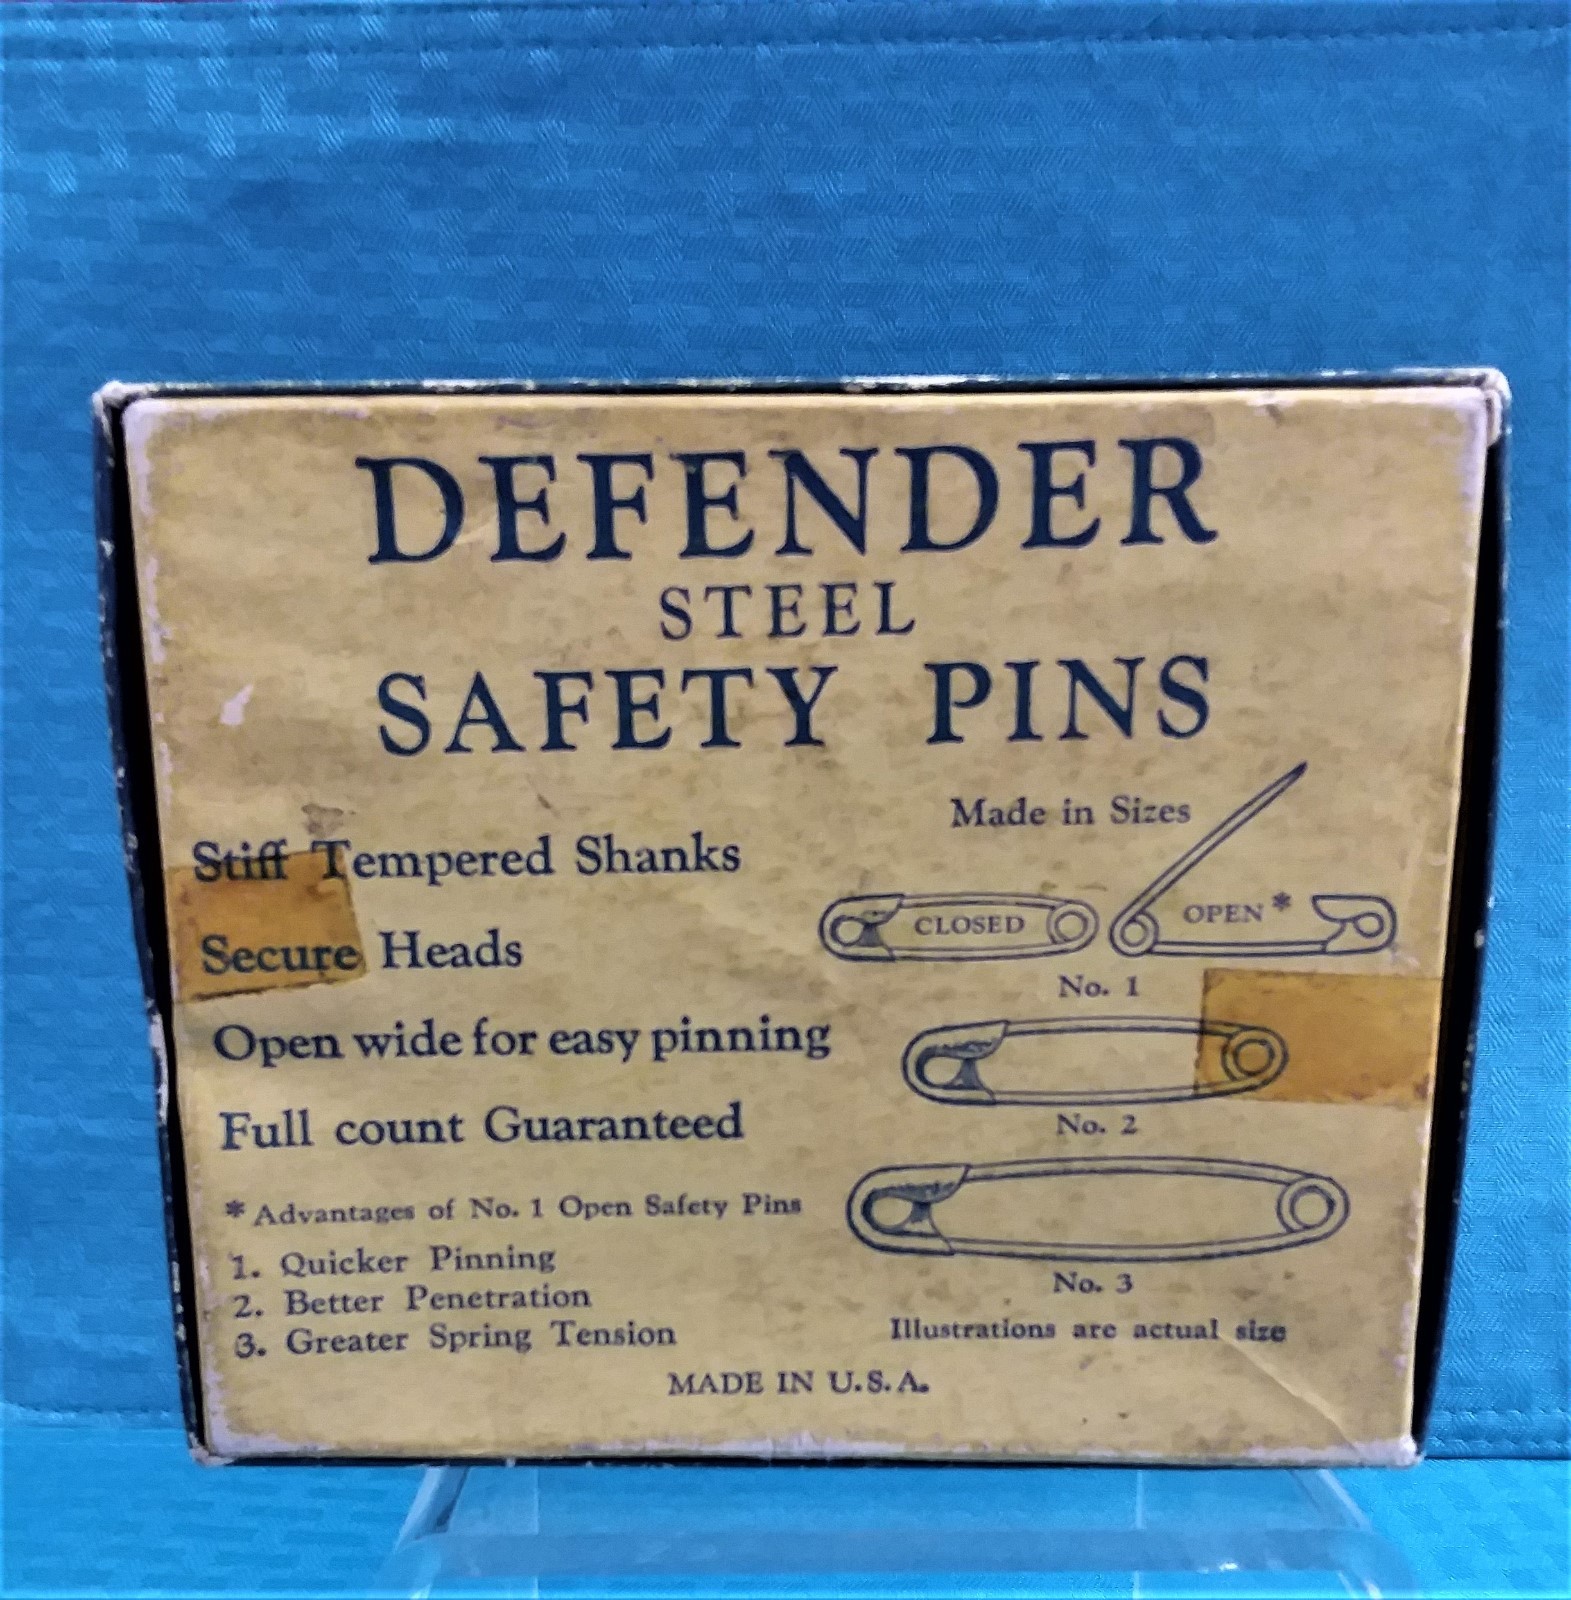 DEFENDER
STEEL
SAFETY PINS
Stiff Tempered Shanks
Secure Heads
Open wide for easy pinning
Full count Guaranteed
* Advantages of No. 1 Open Safety Pins
1. Quicker Pinning
2. Better Penetration
3. Greater Spring Tension
Made in Sizes
CLOSED
OPEN *
No. 1
No. 2
No. 3
Illustrations are actual size
MADE IN U.S.A.